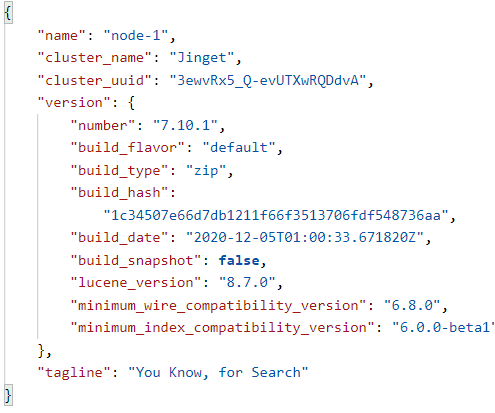 {
"name": "node-1",
"cluster_name": "Jinget",
"cluster_uuid": "3ewvRx5_Q-evUTXwRQDdvA",
"version": {
"number": "7.10.1",
"build_flavor": "default",
"build_type": "zip",
"build_hash":
"1c34507e66d7db1211f66f3513706fdf548736aa",
"build_date": "2020-12-05T01:00:33.671820Z",
"build_snapshot": false,
"lucene_version": "8.7.0",
"minimum_wire_compatibility_version": "6.8.0",
"minimum_index_compatibility_version": "6.0.0-beta1"
},
"tagline": "You Know, for Search"
}